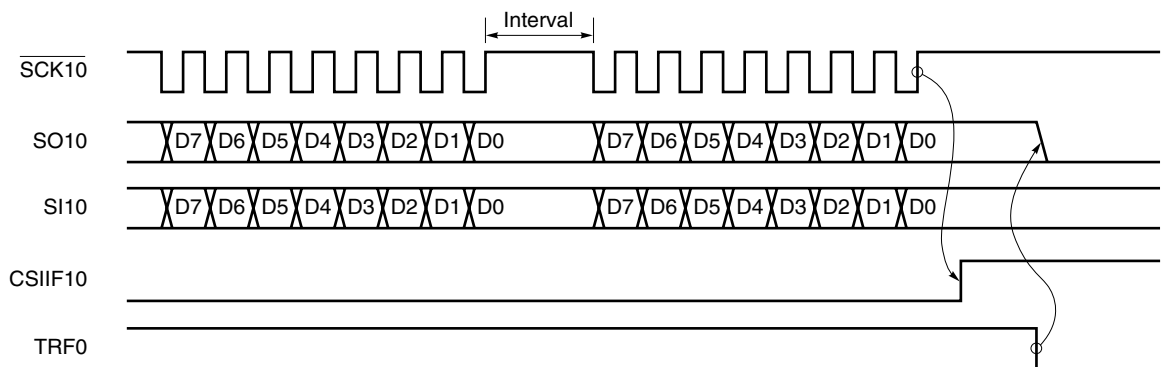 Interval
SCK10
SO10 D7 D6 D5 D4 D3 D2 D1 D0 D7 D6 D5 D4 D3 D2 D1 D0
SI10 D7 D6 D5 D4 D3 D2 D1 D0 D7 D6 D5 D4 D3 D2 D1 D0
CSIIF10
TRF0